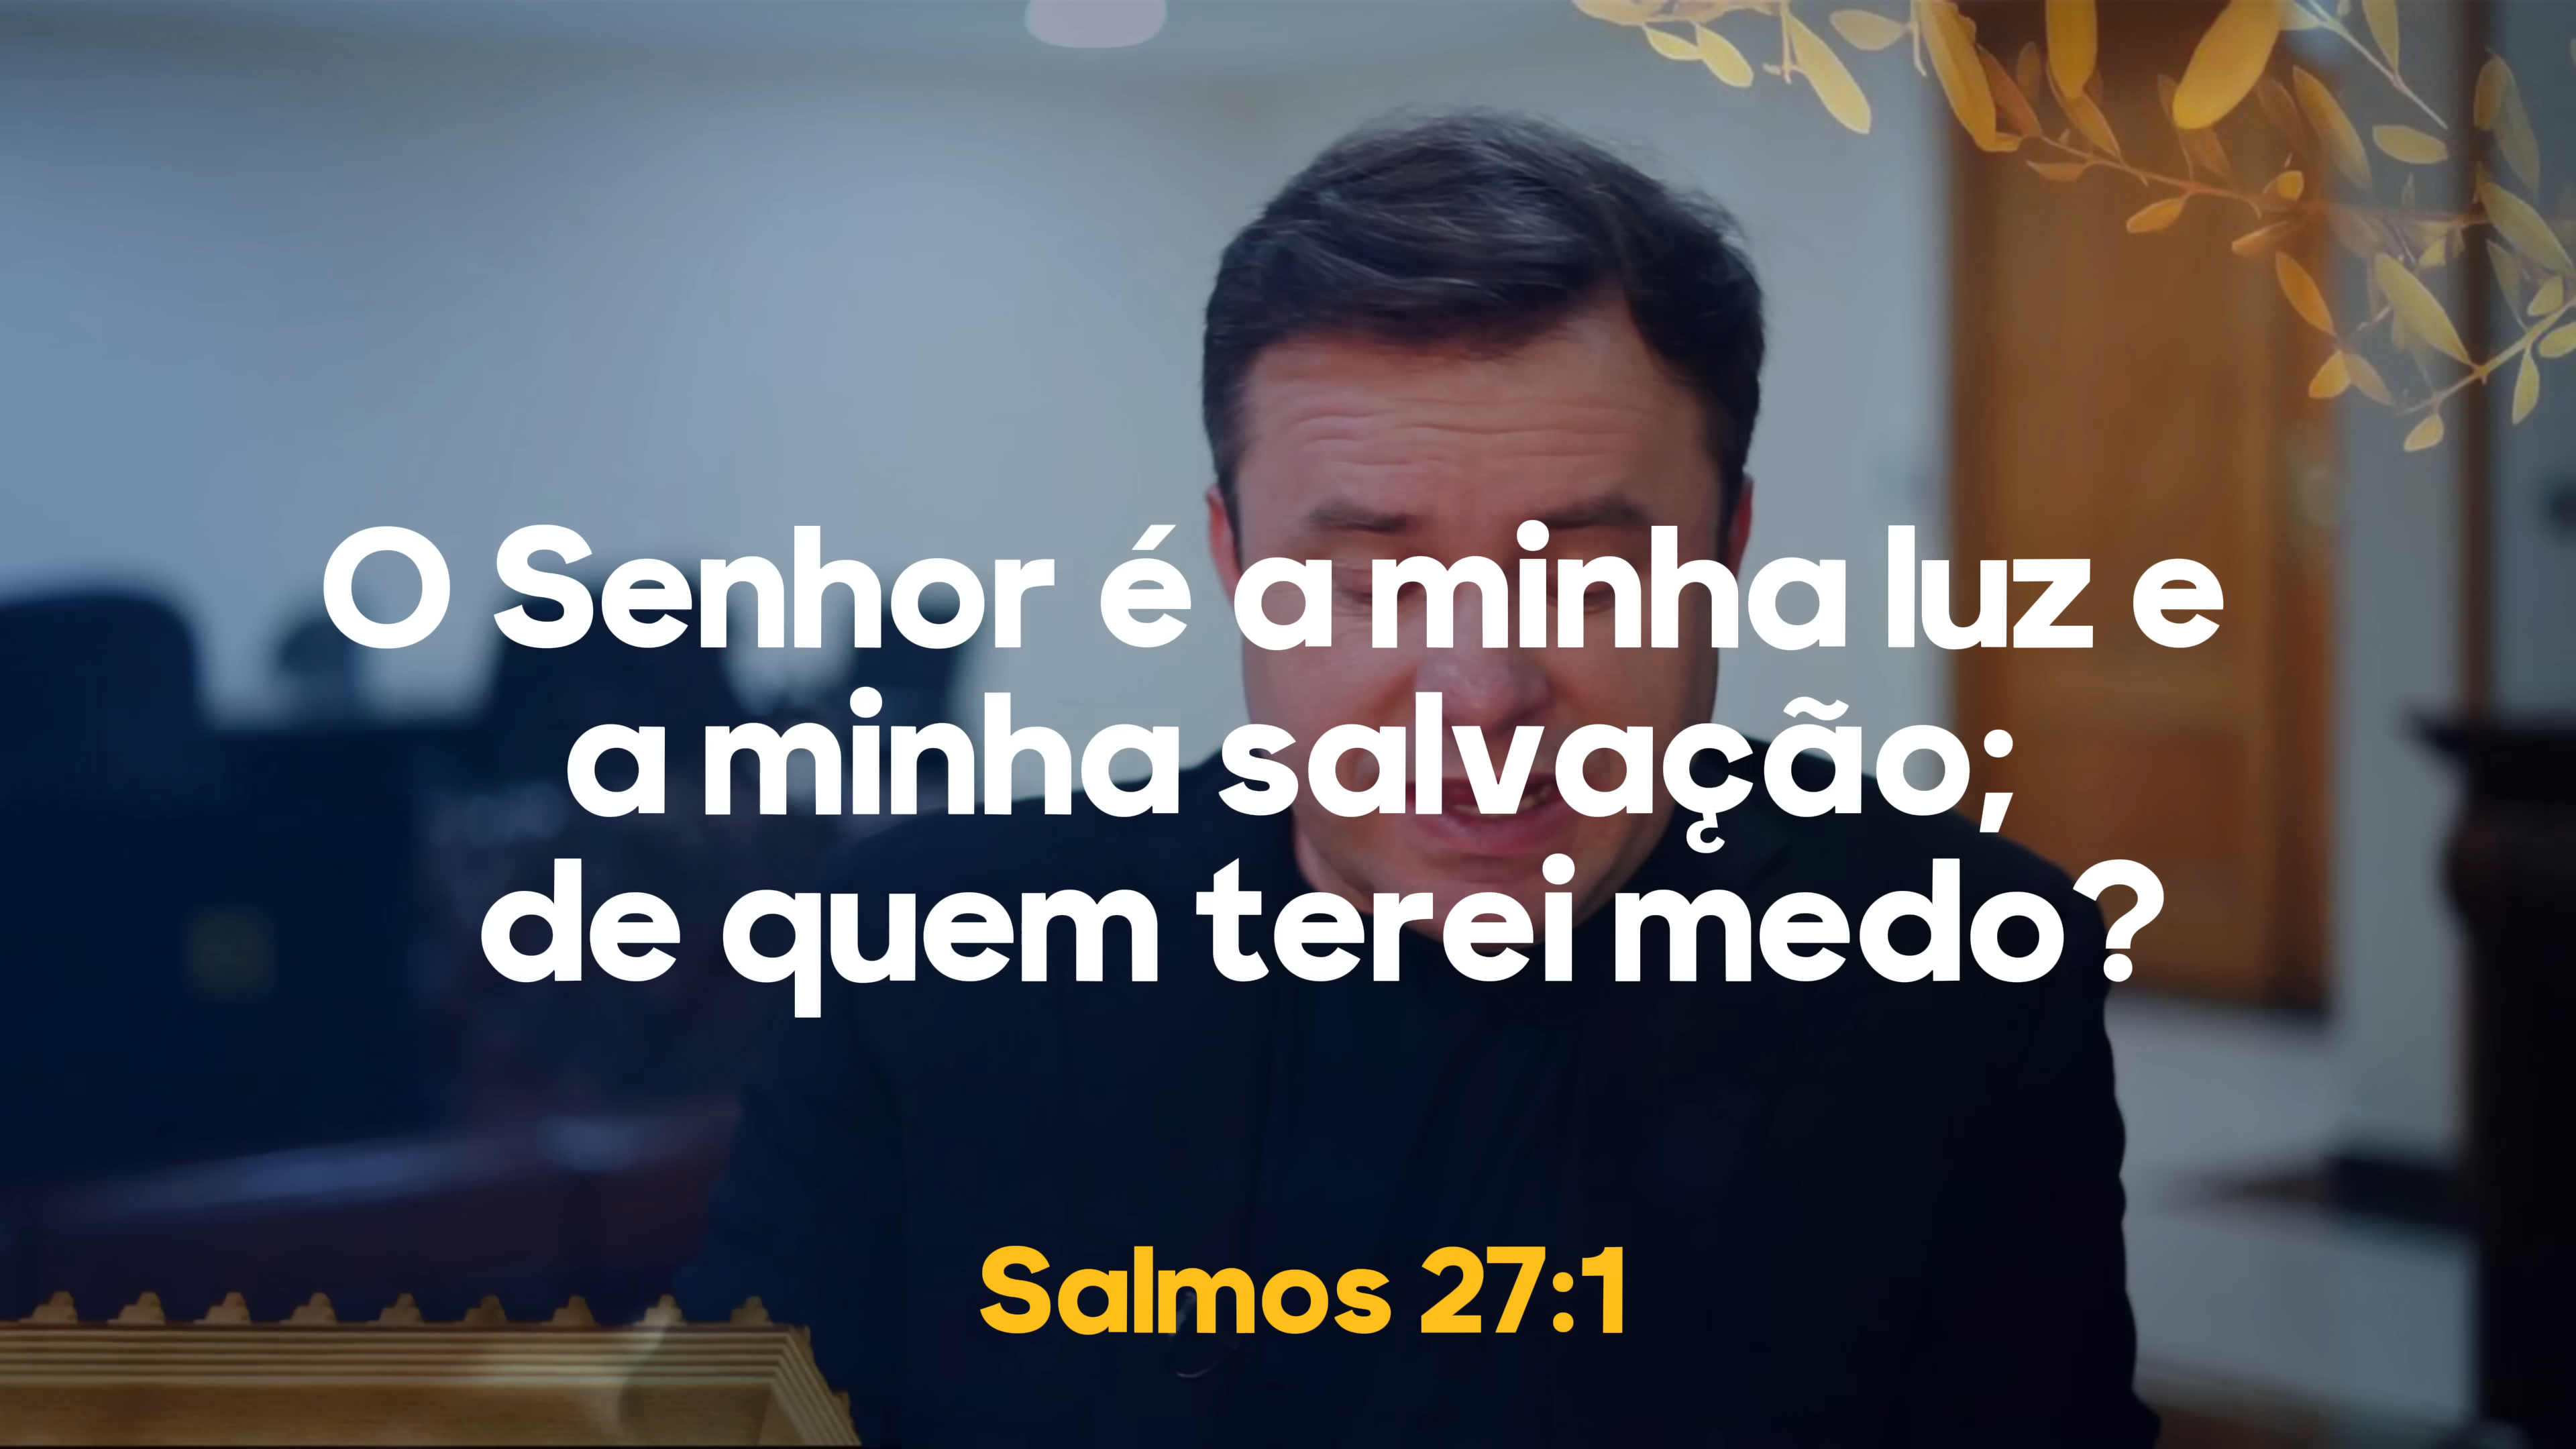 O Senhor é a minha luz e
a minha salvação;
de quem terei medo?
Salmos 27:1